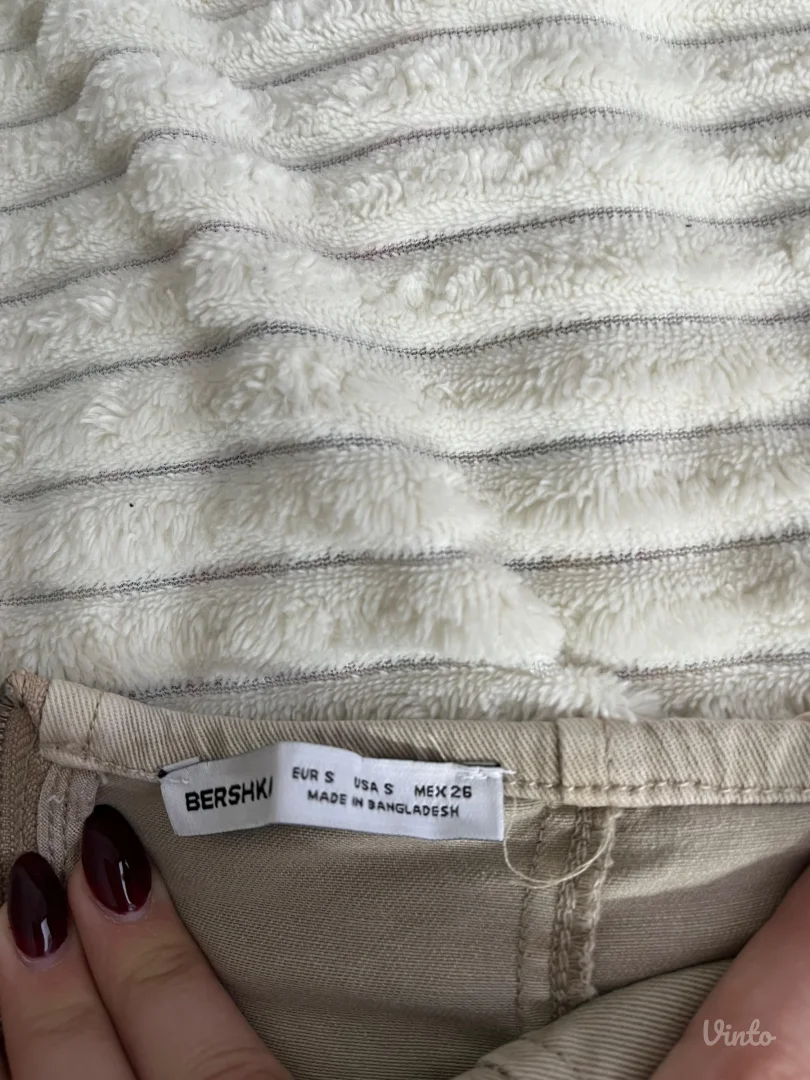 BERSHKA
EUR S USA S MEX 26
MADE IN BANGLADESH
Vinto